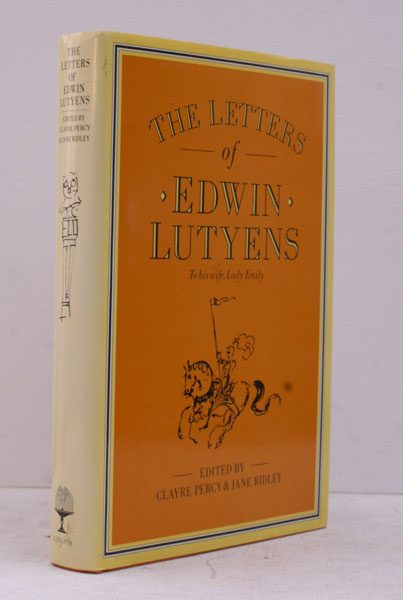 THE
LETTERS
OF
EDWIN
LUTYENS
EDITED BY
CLAYRE PERCY
& JANE RIDLEY
THE LETTERS
of
EDWIN
LUTYENS
To his wife, Lady Emily
EDITED BY
CLAYRE PERCY & JANE RIDLEY